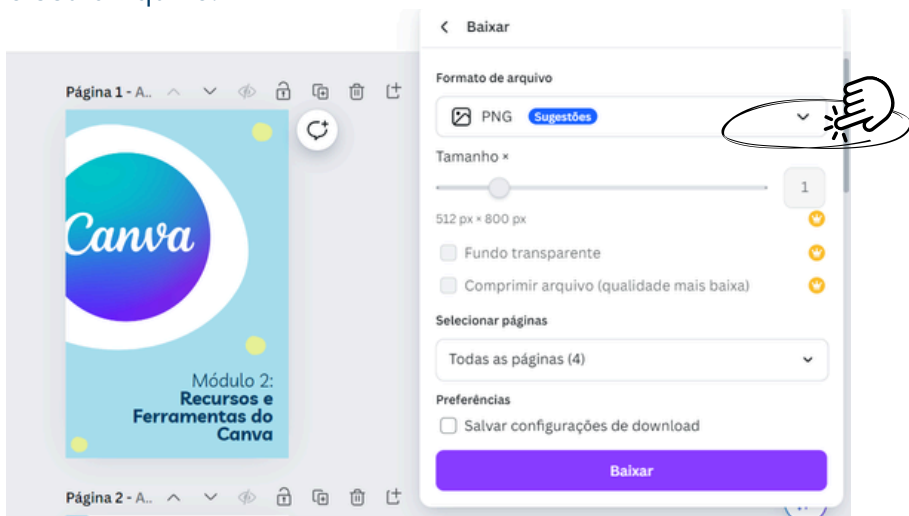 Baixar
Formato de arquivo
PNG Sugestões
Tamanho ×
1
512 px × 800 px
Fundo transparente
Comprimir arquivo (qualidade mais baixa)
Selecionar páginas
Todas as páginas (4)
Preferências
Salvar configurações de download
Baixar
Página 1 - A..
Canva
Módulo 2:
Recursos e
Ferramentas do
Canva
Página 2 - A..